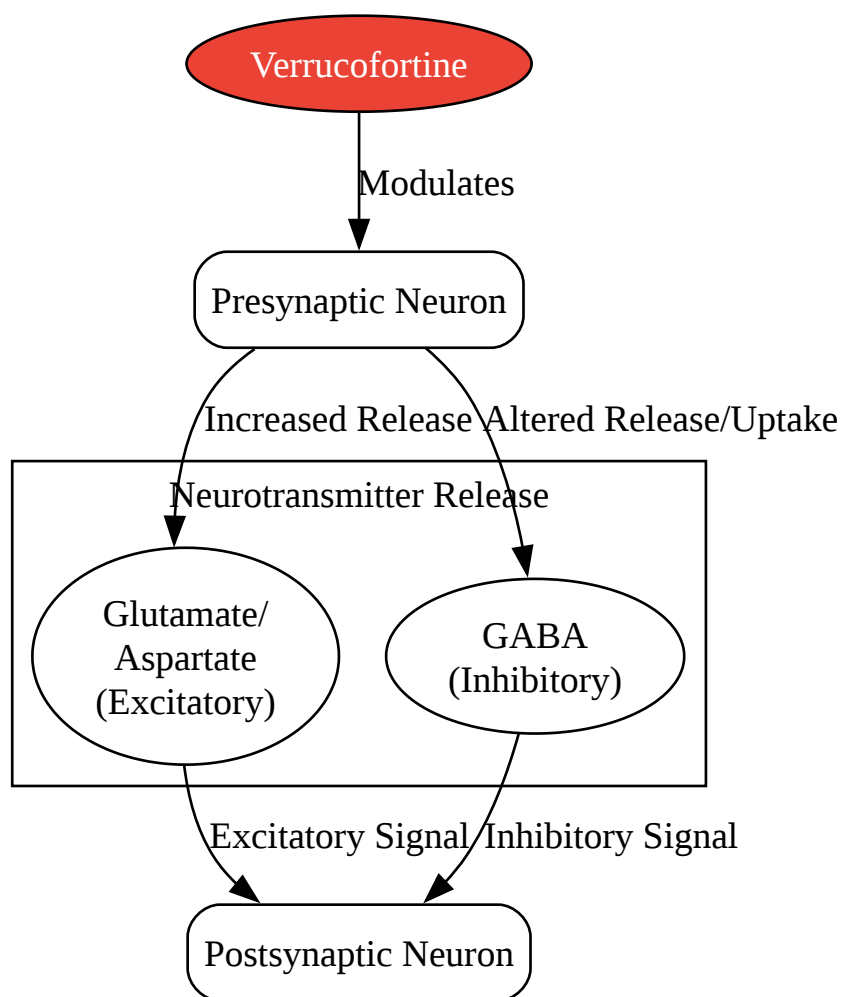 Verrucofortine
Modulates
Presynaptic Neuron
Increased Release
Altered Release/Uptake
Neurotransmitter Release
Glutamate/
Aspartate
(Excitatory)
GABA
(Inhibitory)
Excitatory Signal
Inhibitory Signal
Postsynaptic Neuron